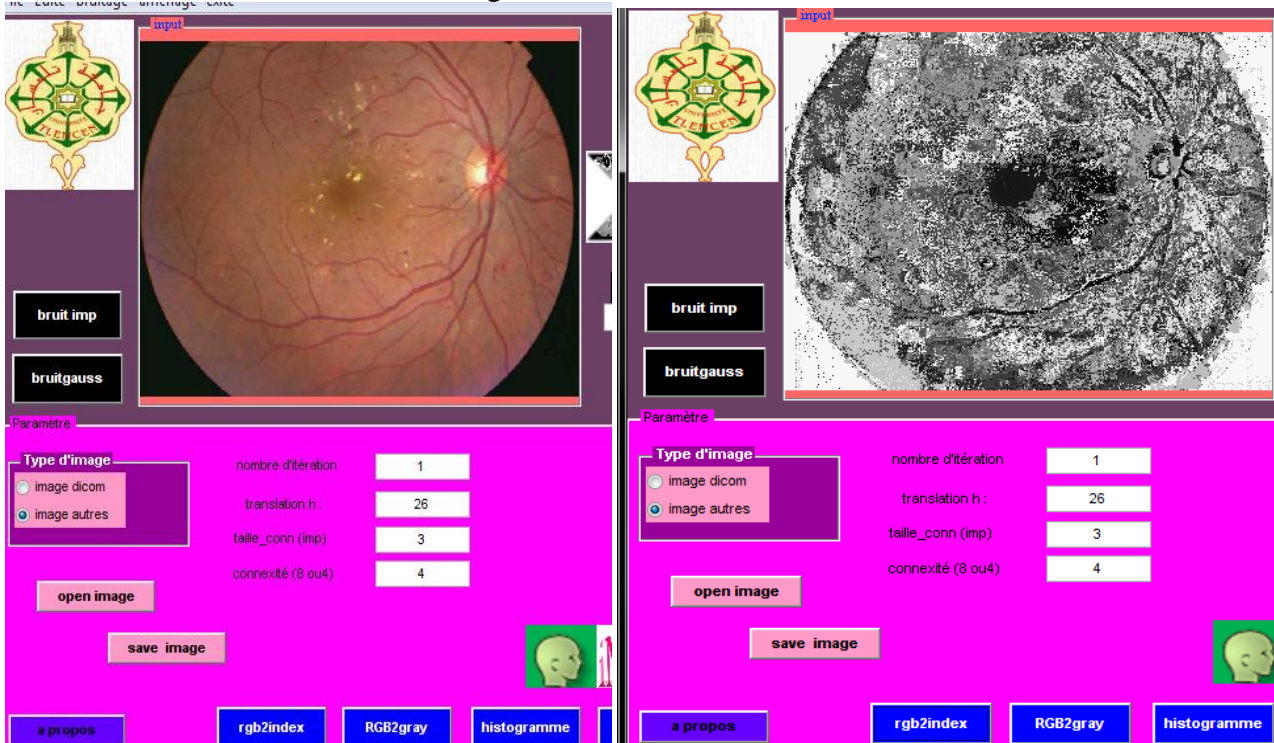 input
TLEMCEN
bruit imp
bruitgauss
Paramètre
Type d'image
image dicom
image autres
nombre d'itération
1
translation h :
26
taille_conn (imp)
3
connexité (8 ou4)
4
open image
save image
a propos
rgb2index
RGB2gray
histogramme
input
TLEMCEN
bruit imp
bruitgauss
Paramètre
Type d'image
image dicom
image autres
nombre d'itération
1
translation h :
26
taille_conn (imp)
3
connexité (8 ou4)
4
open image
save image
a propos
rgb2index
RGB2gray
histogramme